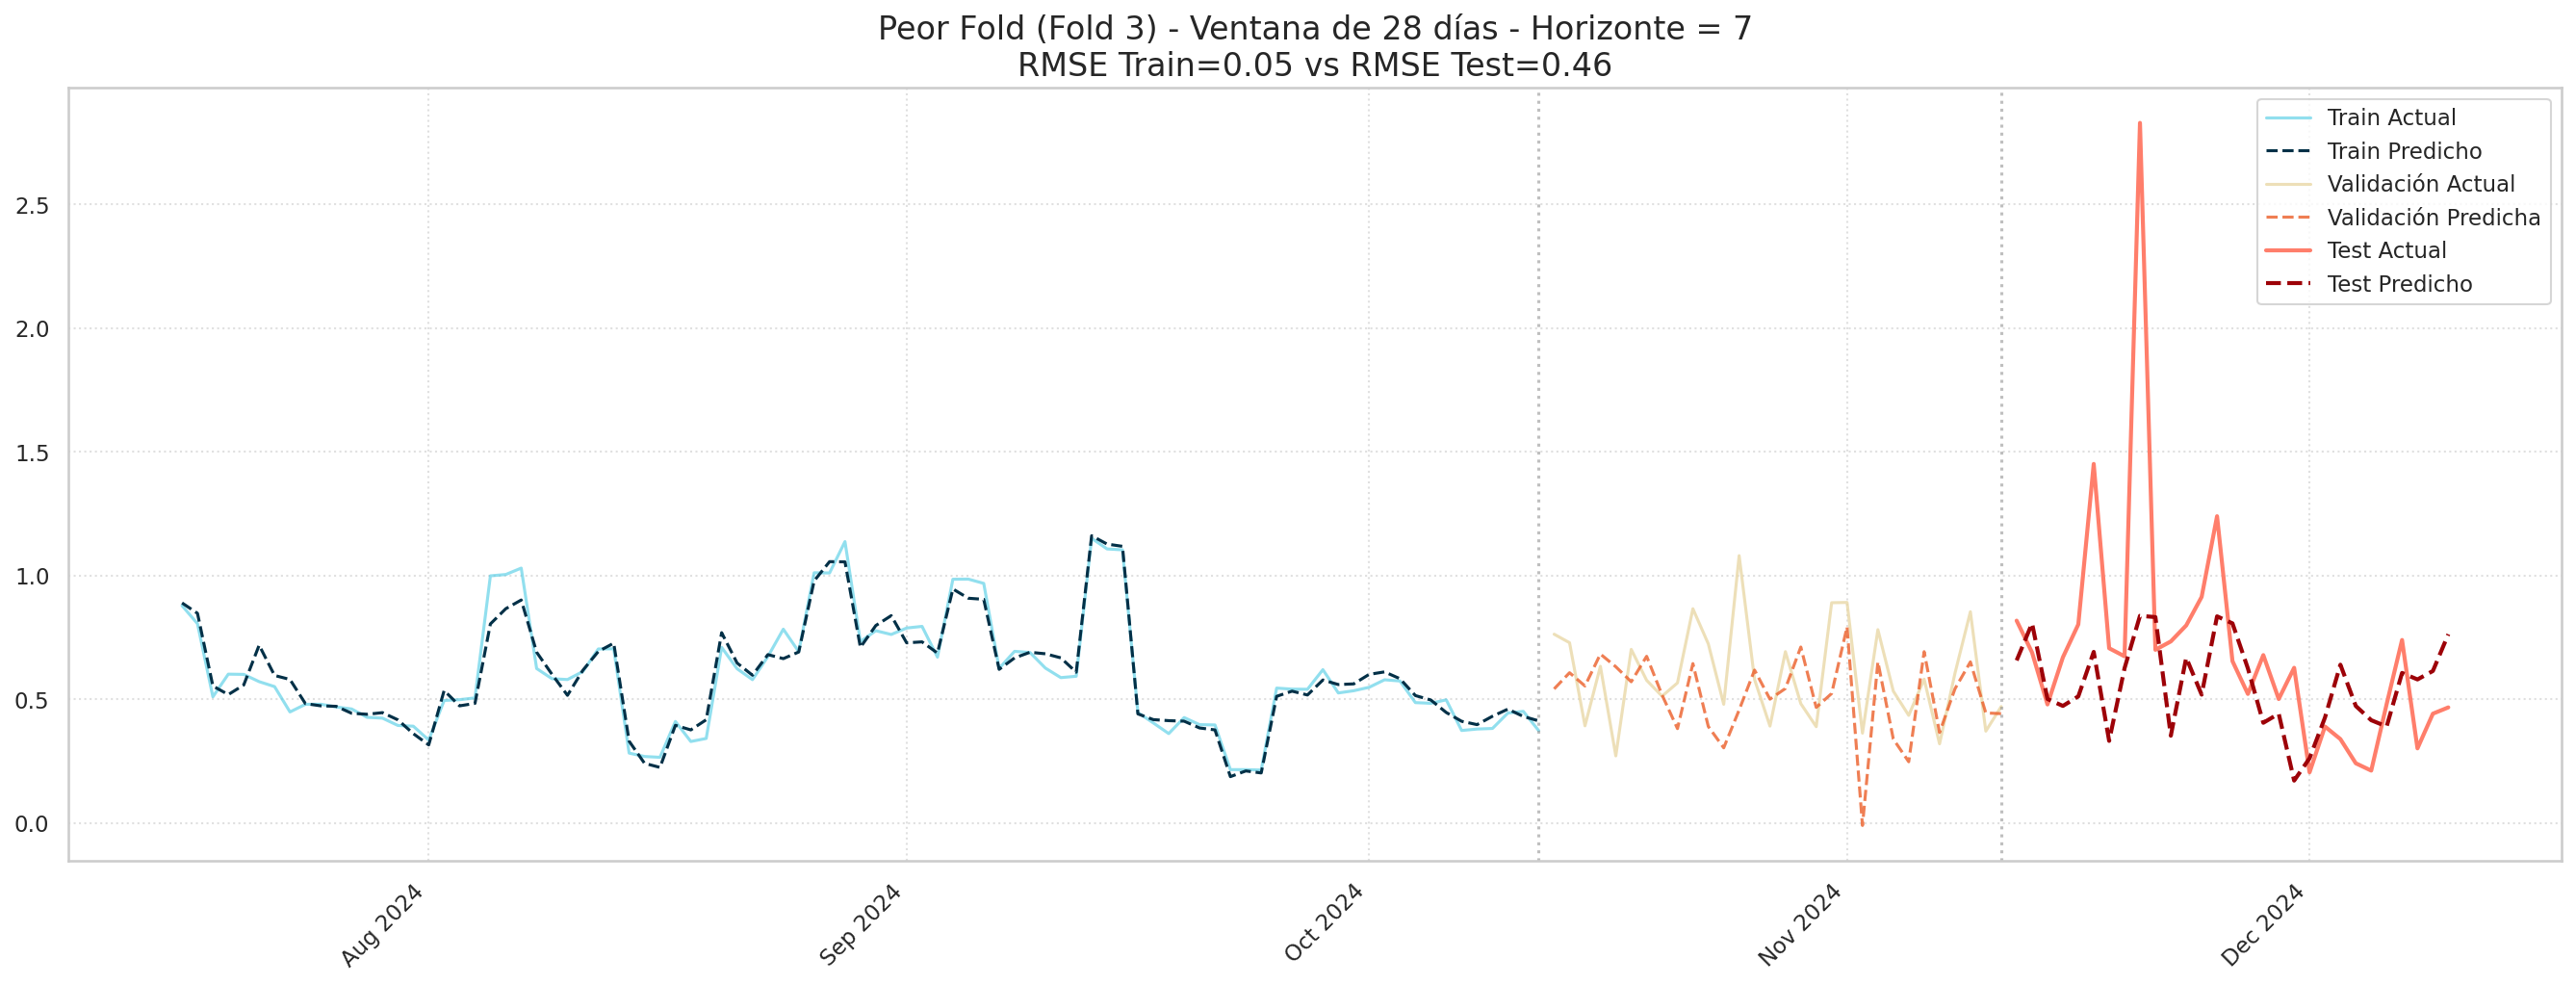 Peor Fold (Fold 3) - Ventana de 28 días - Horizonte = 7
RMSE Train=0.05 vs RMSE Test=0.46
Train Actual
Train Predicho
Validación Actual
Validación Predicha
Test Actual
Test Predicho
2.5
2.0
1.5
1.0
0.5
0.0
Aug 2024
Sep 2024
Oct 2024
Nov 2024
Dec 2024